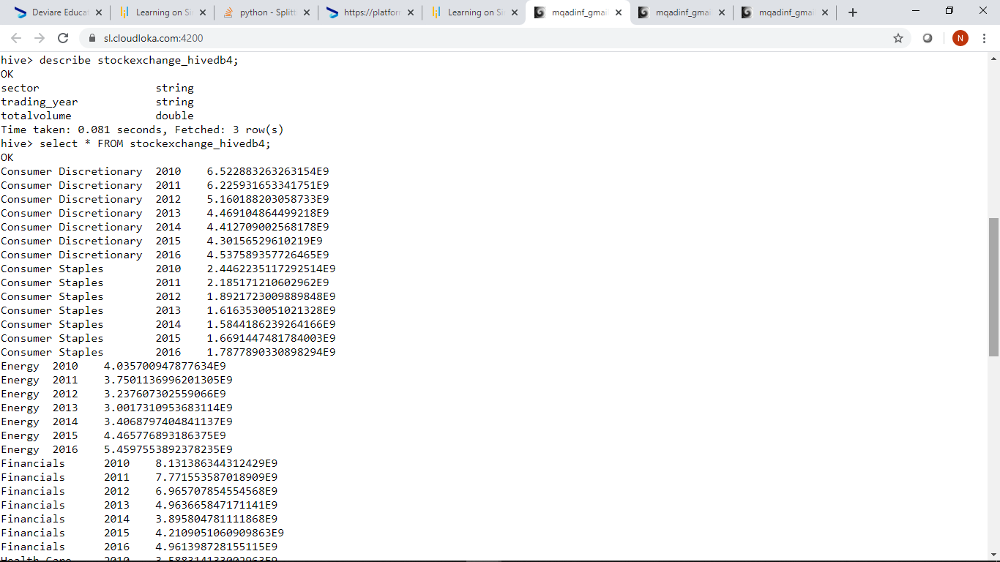 Deviare Educat
Learning on Si
python - Splitt
https://platfor
Learning on Si
mqadinf_gmai
mqadinf_gmai
mqadinf_gmai
sl.cloudloka.com:4200
N
hive> describe stockexchange_hivedb4;
OK
sector string
trading_year string
totalvolume double
Time taken: 0.081 seconds, Fetched: 3 row(s)
hive> select * FROM stockexchange_hivedb4;
OK
Consumer Discretionary 2010 6.522883263263154E9
Consumer Discretionary 2011 6.225931653341751E9
Consumer Discretionary 2012 5.160188203058733E9
Consumer Discretionary 2013 4.469104864499218E9
Consumer Discretionary 2014 4.412709002568178E9
Consumer Discretionary 2015 4.30156529610219E9
Consumer Discretionary 2016 4.537589357726465E9
Consumer Staples 2010 2.4462235117292514E9
Consumer Staples 2011 2.185171210602962E9
Consumer Staples 2012 1.8921723009889848E9
Consumer Staples 2013 1.6163530051021328E9
Consumer Staples 2014 1.5844186239264166E9
Consumer Staples 2015 1.6691447481784003E9
Consumer Staples 2016 1.7877890330898294E9
Energy 2010 4.035700947877634E9
Energy 2011 3.7501136996201305E9
Energy 2012 3.237607302559066E9
Energy 2013 3.0017310953683114E9
Energy 2014 3.4068797404841137E9
Energy 2015 4.465776893186375E9
Energy 2016 5.4597553892378235E9
Financials 2010 8.131386344312429E9
Financials 2011 7.771553587018909E9
Financials 2012 6.965707854554568E9
Financials 2013 4.963665847171141E9
Financials 2014 3.895804781111868E9
Financials 2015 4.2109051060909863E9
Financials 2016 4.961398728155115E9
Health Care 2010 3.588314133002963E9